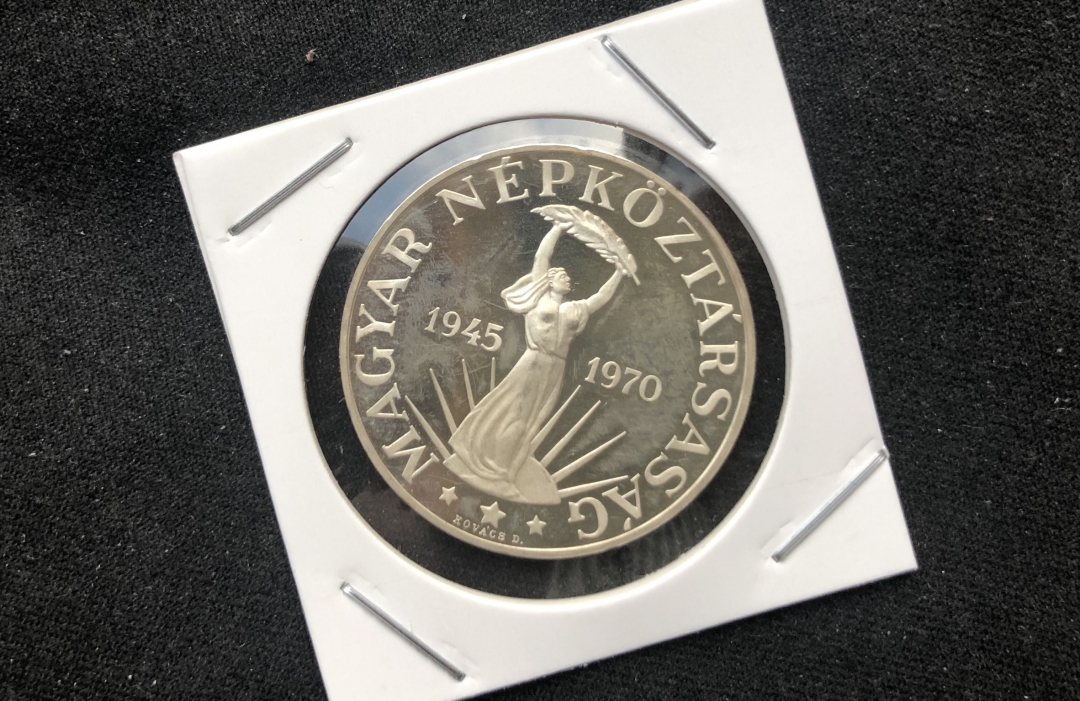 MAGYAR NÉPKÖZTÁRSASÁG
1945
1970
KOVÁCS D.